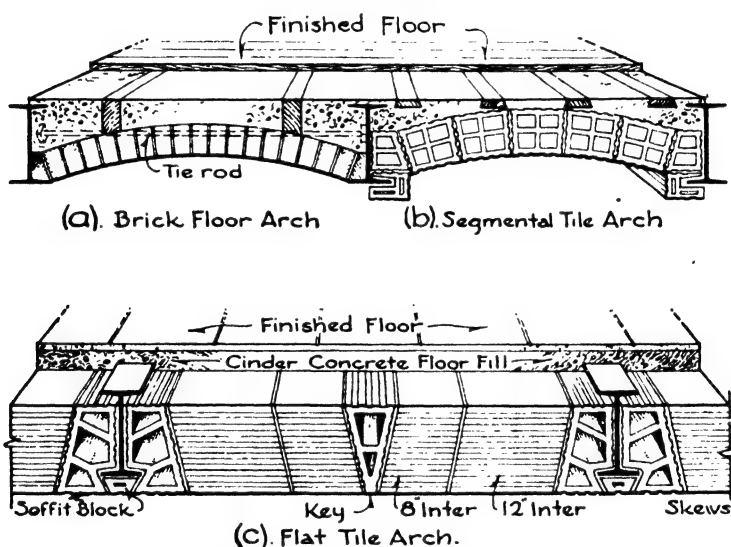 Finished Floor
Tie rod
(a). Brick Floor Arch
(b). Segmental Tile Arch
Finished Floor
Cinder Concrete Floor Fill
Soffit Block
Key
8" Inter
12" Inter
Skews
(c). Flat Tile Arch.